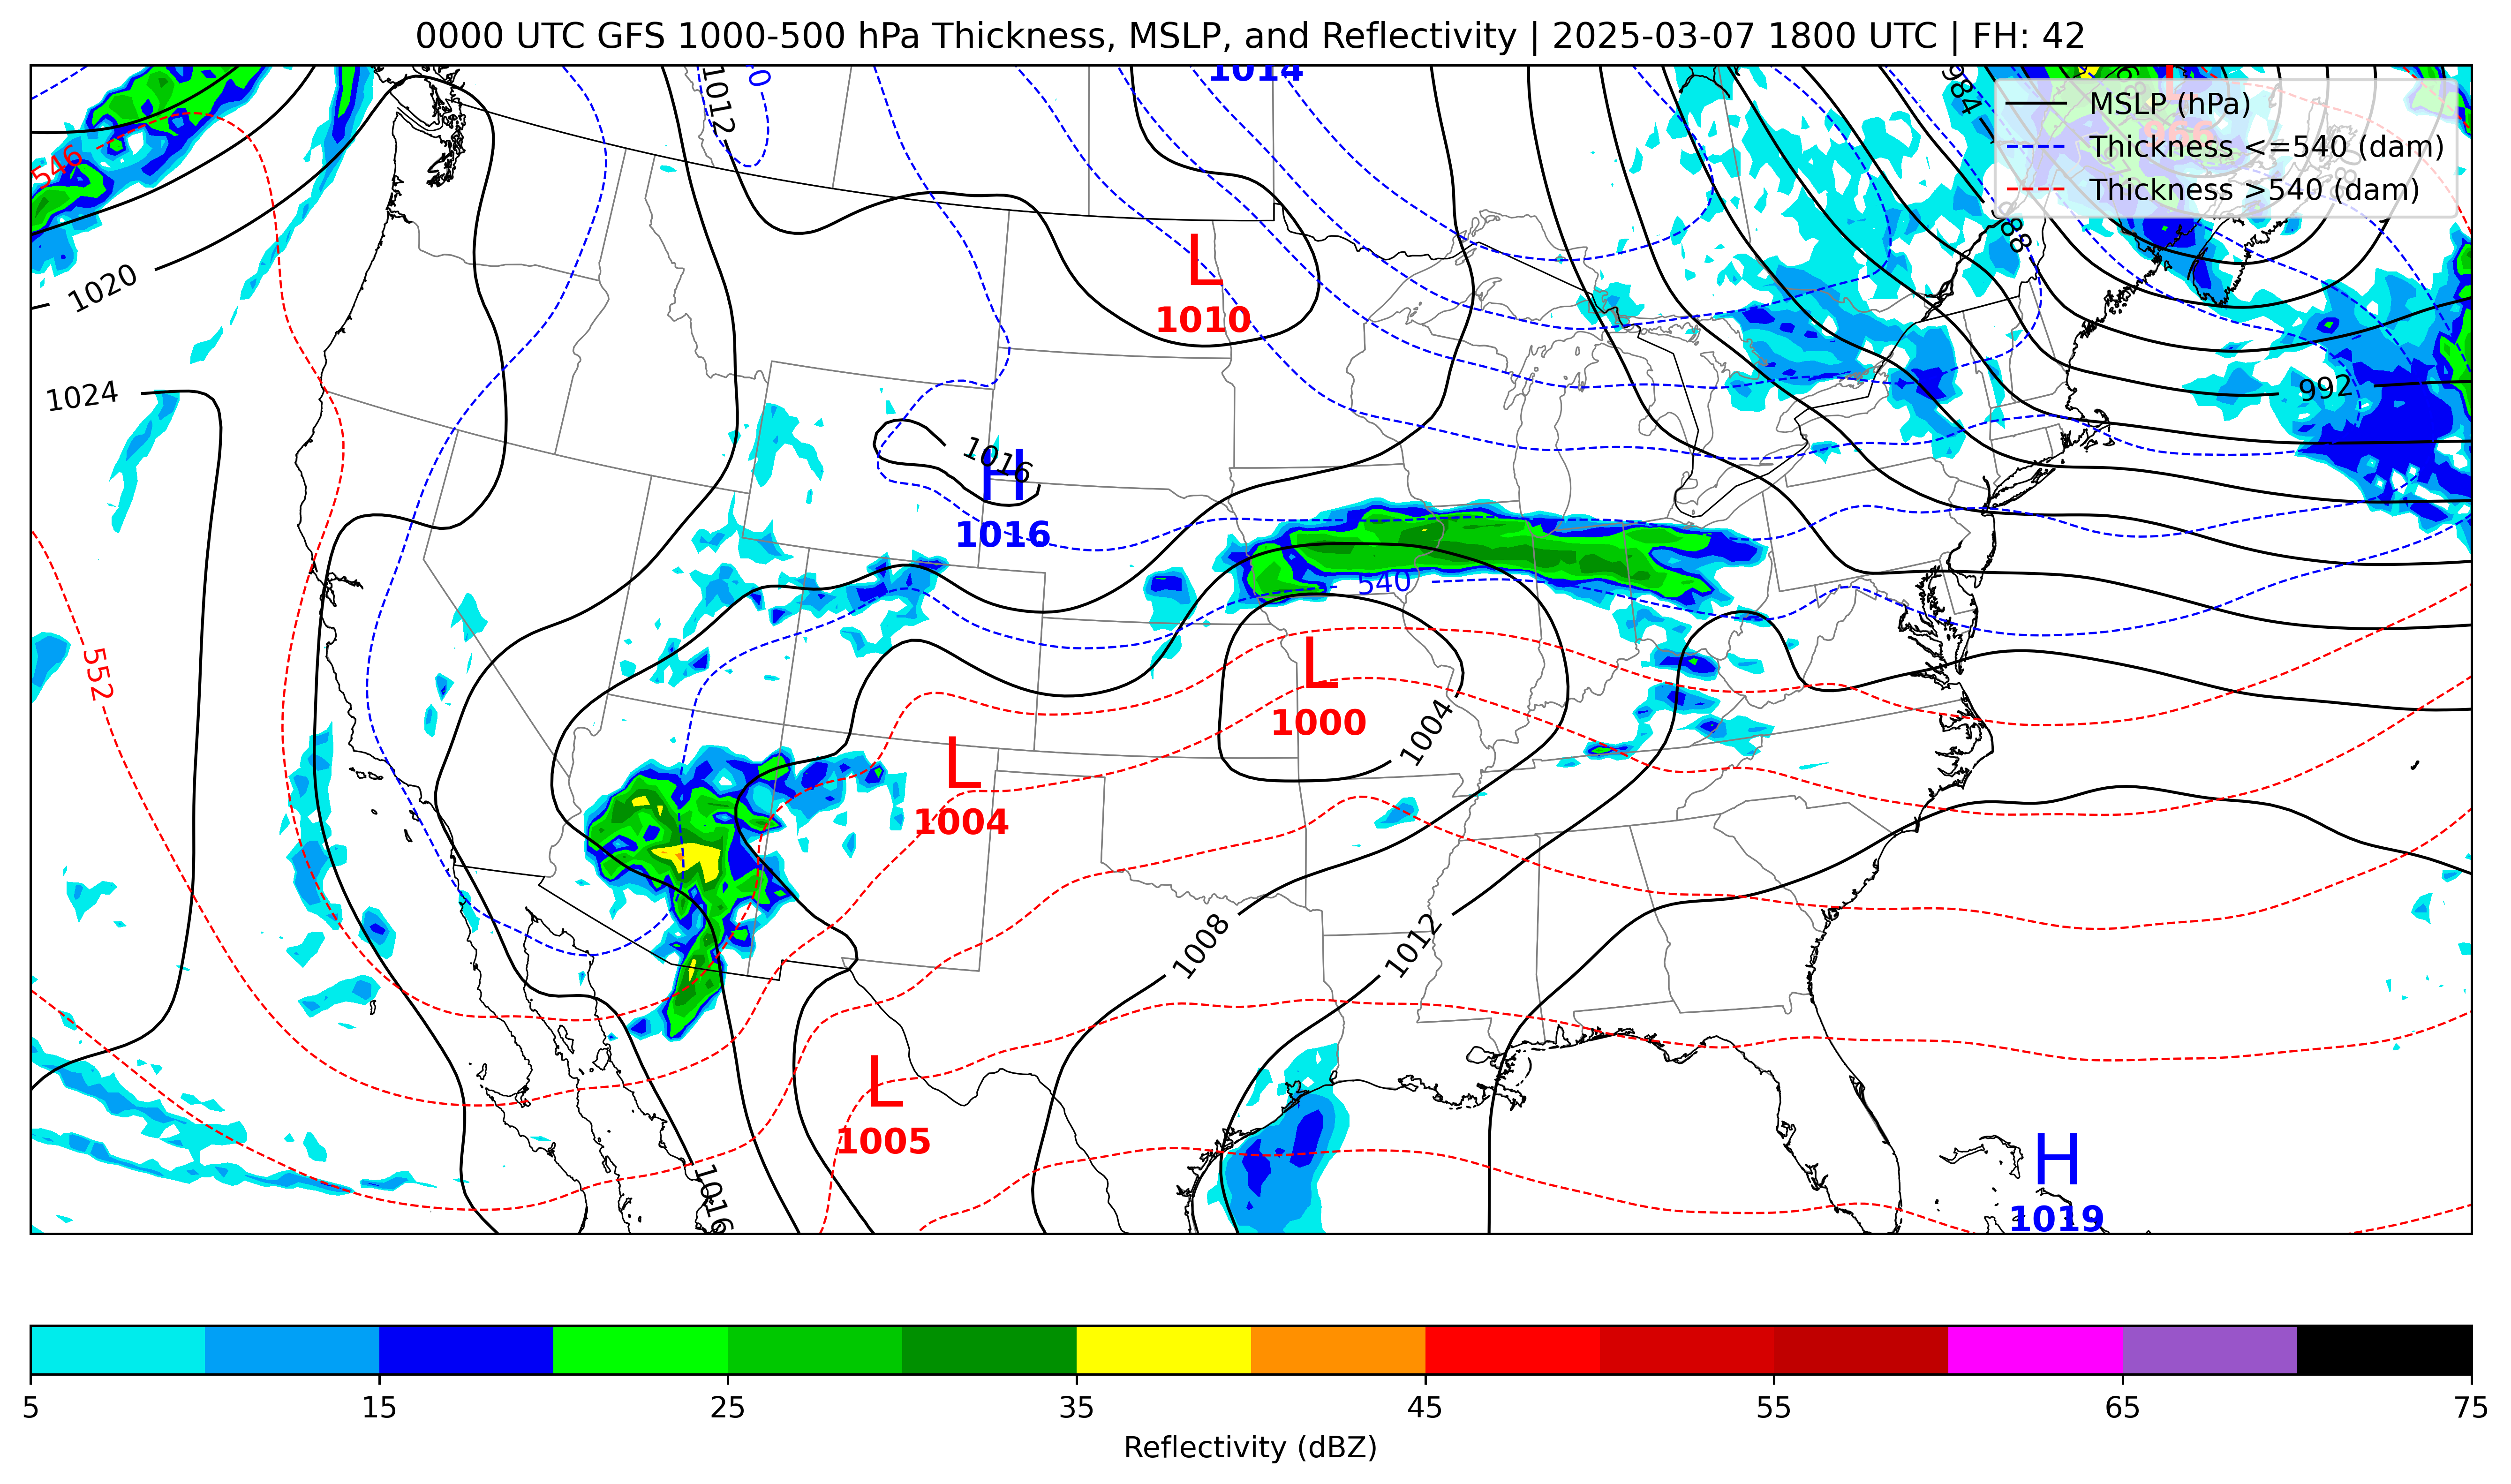 0000 UTC GFS 1000-500 hPa Thickness, MSLP, and Reflectivity | 2025-03-07 1800 UTC | FH: 42
1014
L
966
MSLP (hPa)
Thickness <=540 (dam)
Thickness >540 (dam)
1012
0
984
988
546
1020
L
1010
1024
992
1016
H
1016
540
552
L
1000
1004
L
1004
1008
1012
L
1005
1016
H
1019
5
15
25
35
45
55
65
75
Reflectivity (dBZ)